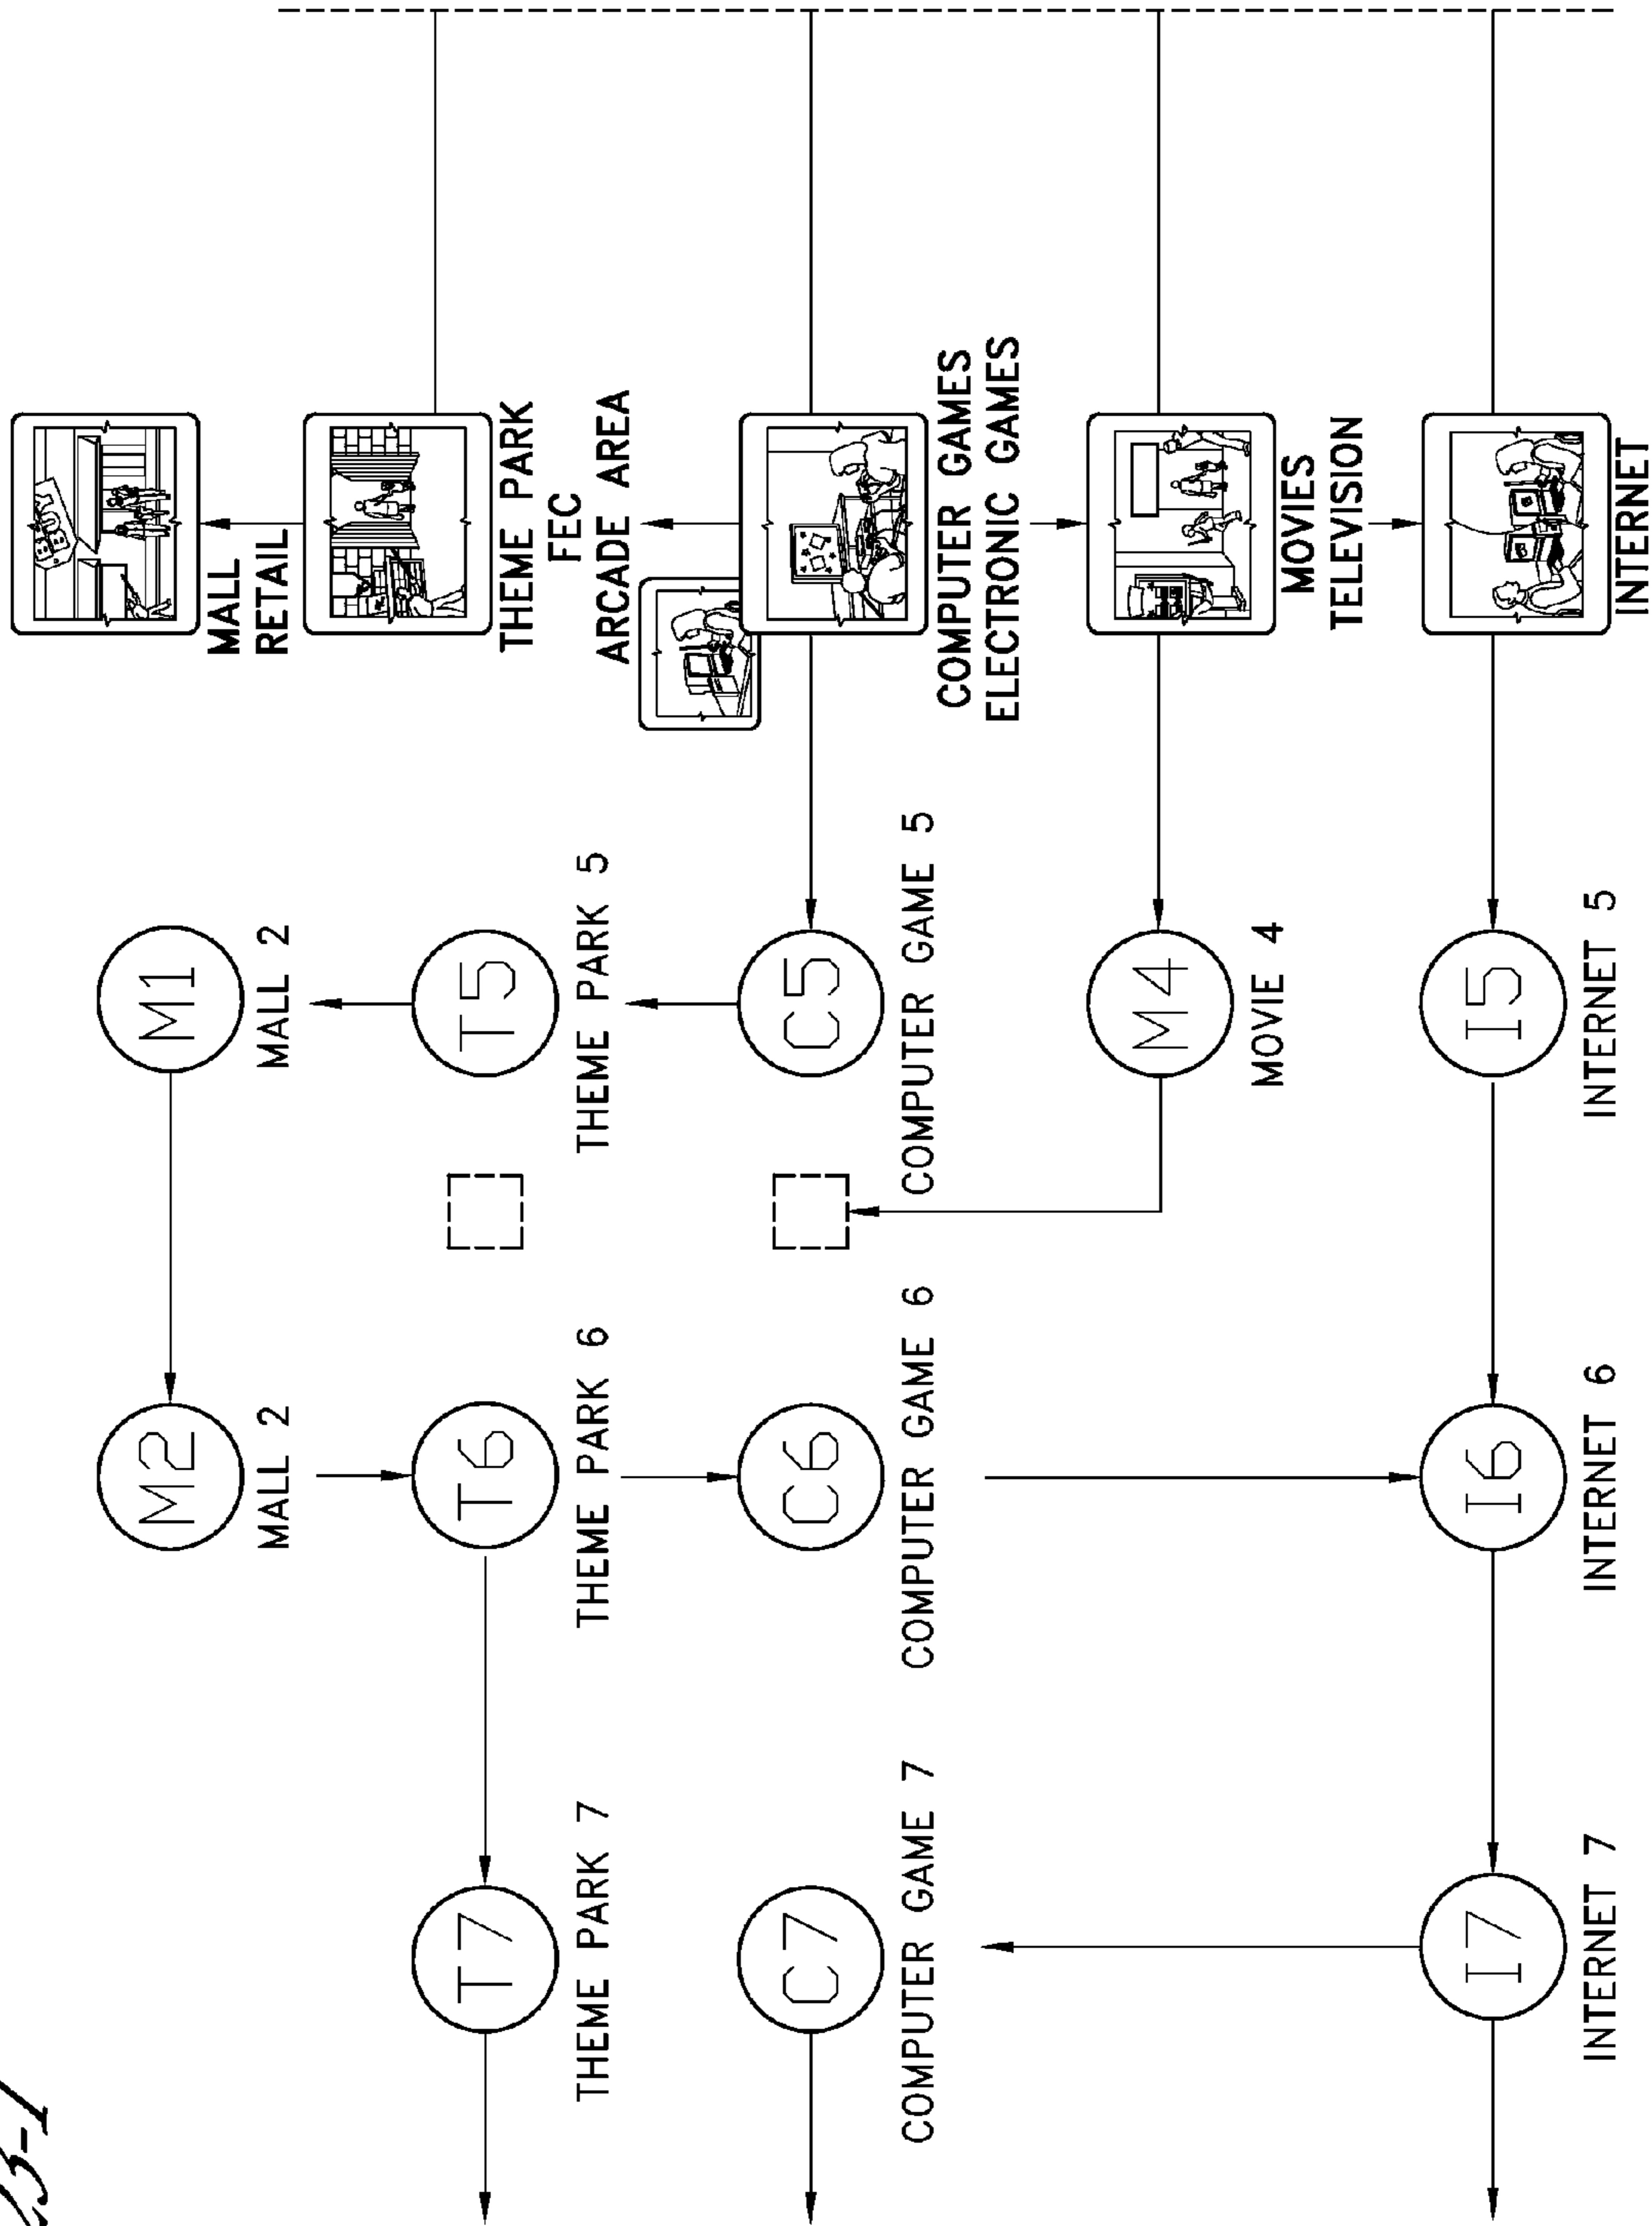 23-1
M2
M1
MALL 2
MALL 2
MALL
RETAIL
T7
T6
T5
THEME PARK 7
THEME PARK 6
THEME PARK 5
THEME PARK
FEC
ARCADE AREA
C7
C6
C5
COMPUTER GAME 7
COMPUTER GAME 6
COMPUTER GAME 5
COMPUTER GAMES
ELECTRONIC GAMES
M4
MOVIE 4
MOVIES
TELEVISION
I7
I6
I5
INTERNET 7
INTERNET 6
INTERNET 5
INTERNET